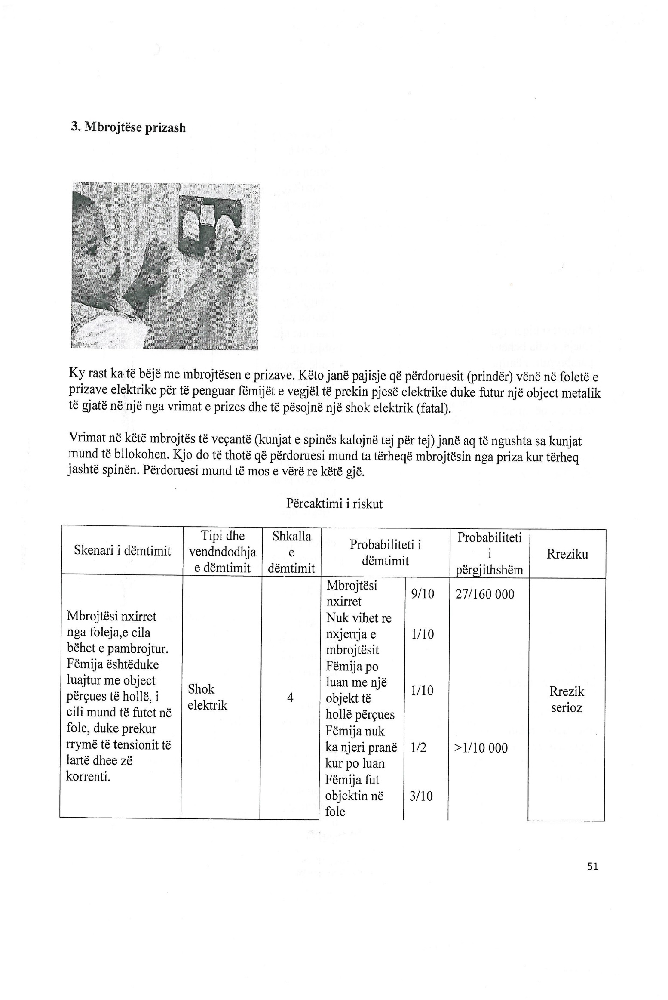 3. Mbrojtëse prizash
Ky rast ka të bëjë me mbrojtësen e prizave. Këto janë pajisje që përdoruesit (prindër) vënë në foletë e
prizave elektrike për të penguar fëmijët e vegjël të prekin pjesë elektrike duke futur një object metalik
të gjatë në një nga vrimat e prizes dhe të pësojnë një shok elektrik (fatal).
Vrimat në këtë mbrojtës të veçantë (kunjat e spinës kalojnë tej për tej) janë aq të ngushta sa kunjat
mund të bllokohen. Kjo do të thotë që përdoruesi mund ta tërheqë mbrojtësin nga priza kur tërheq
jashtë spinën. Përdoruesi mund të mos e vërë re këtë gjë.
Përcaktimi i riskut
Skenari i dëmtimit
Tipi dhe
vendndodhja
e dëmtimit
Shkalla
e
dëmtimit
Probabiliteti i
dëmtimit
Probabiliteti
i
përgjithshëm
Rreziku
Mbrojtësi nxirret
nga foleja,e cila
bëhet e pambrojtur.
Fëmija ështëduke
luajtur me object
përçues të hollë, i
cili mund të futet në
fole, duke prekur
rrymë të tensionit të
lartë dhee zë
korrenti.
Shok
elektrik
4
Mbrojtësi
nxirret
9/10
Nuk vihet re
nxjerrja e
mbrojtësit
1/10
Fëmija po
luan me një
objekt të
hollë përçues
1/10
Fëmija nuk
ka njeri pranë
kur po luan
1/2
Fëmija fut
objektin në
fole
3/10
27/160 000
>1/10 000
Rrezik
serioz
51